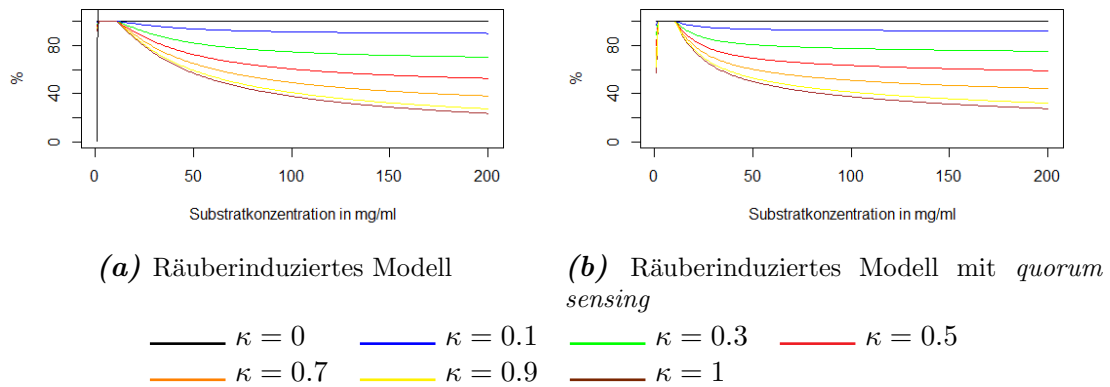 80
40
0
%
0 50 100 150 200
Substratkonzentration in mg/ml
80
40
0
%
0 50 100 150 200
Substratkonzentration in mg/ml
(a) Räuberinduziertes Modell
(b) Räuberinduziertes Modell mit quorum
sensing
κ = 0 κ = 0.1 κ = 0.3 κ = 0.5
κ = 0.7 κ = 0.9 κ = 1